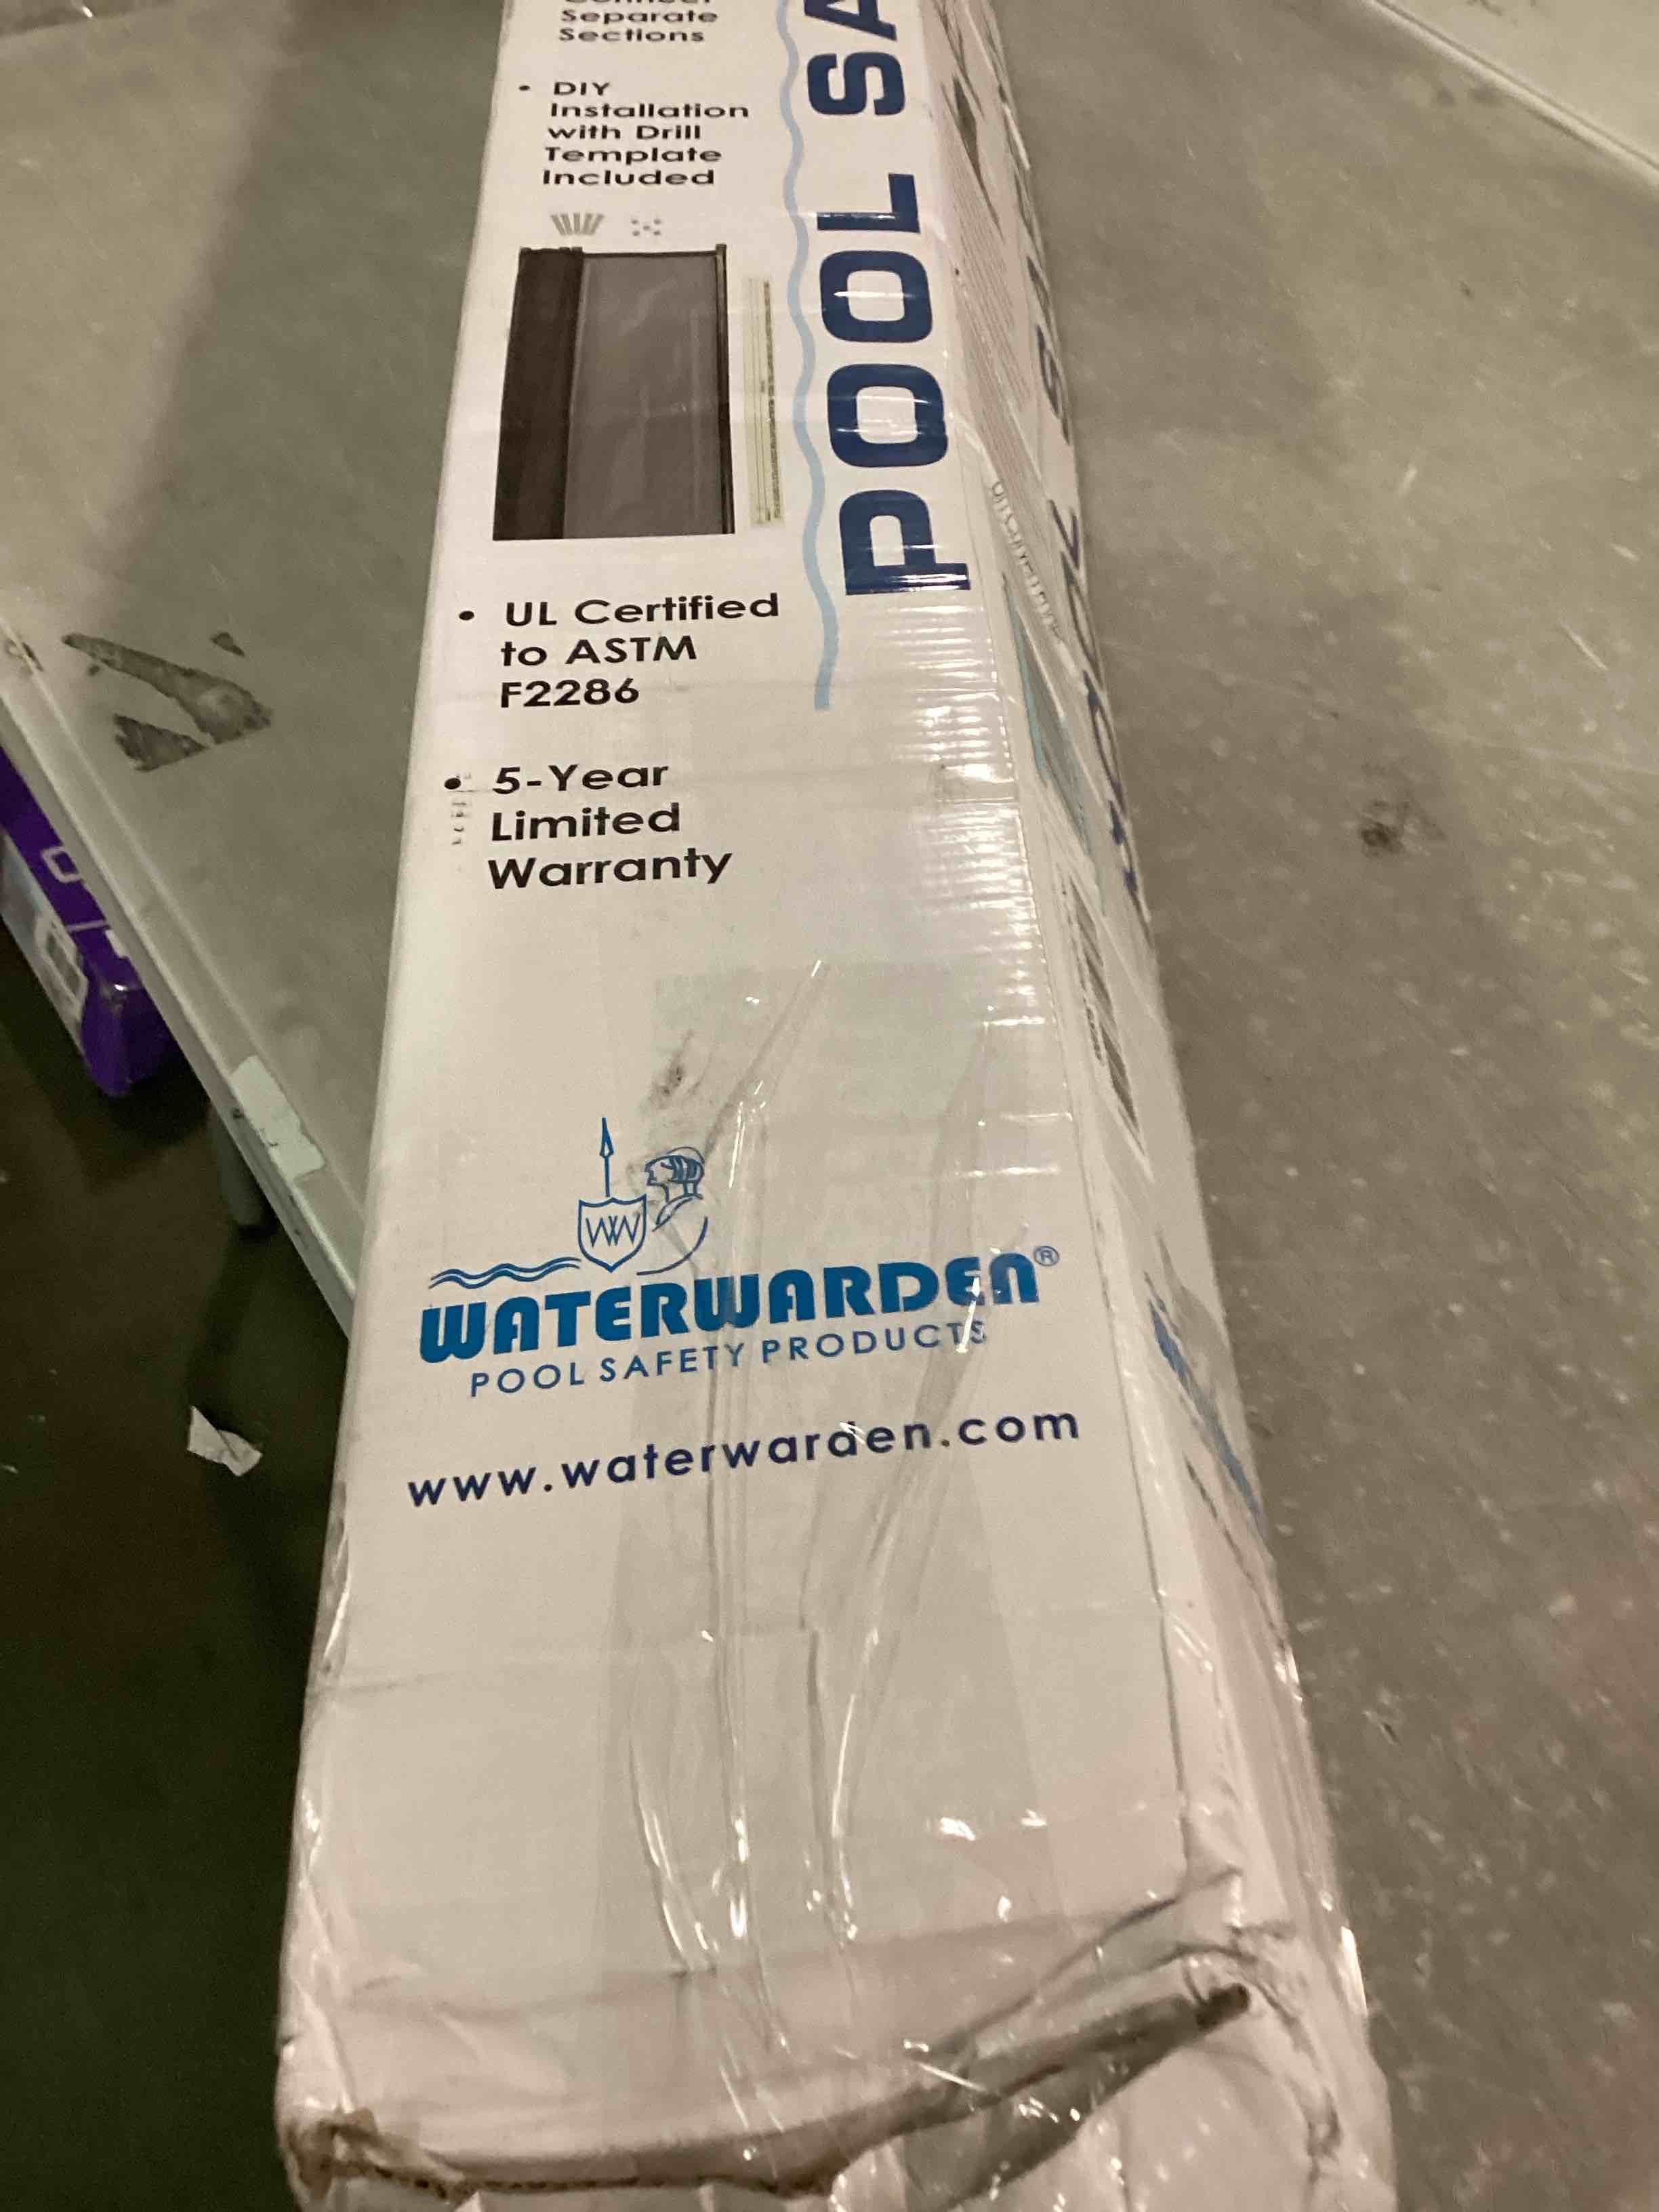 Separate
Sections
• DIY
Installation
with Drill
Template
Included
POOL
• UL Certified
to ASTM
F2286
• 5-Year
Limited
Warranty
WW
WATERWARDEN®
POOL SAFETY PRODUCTS
www.waterwarden.com